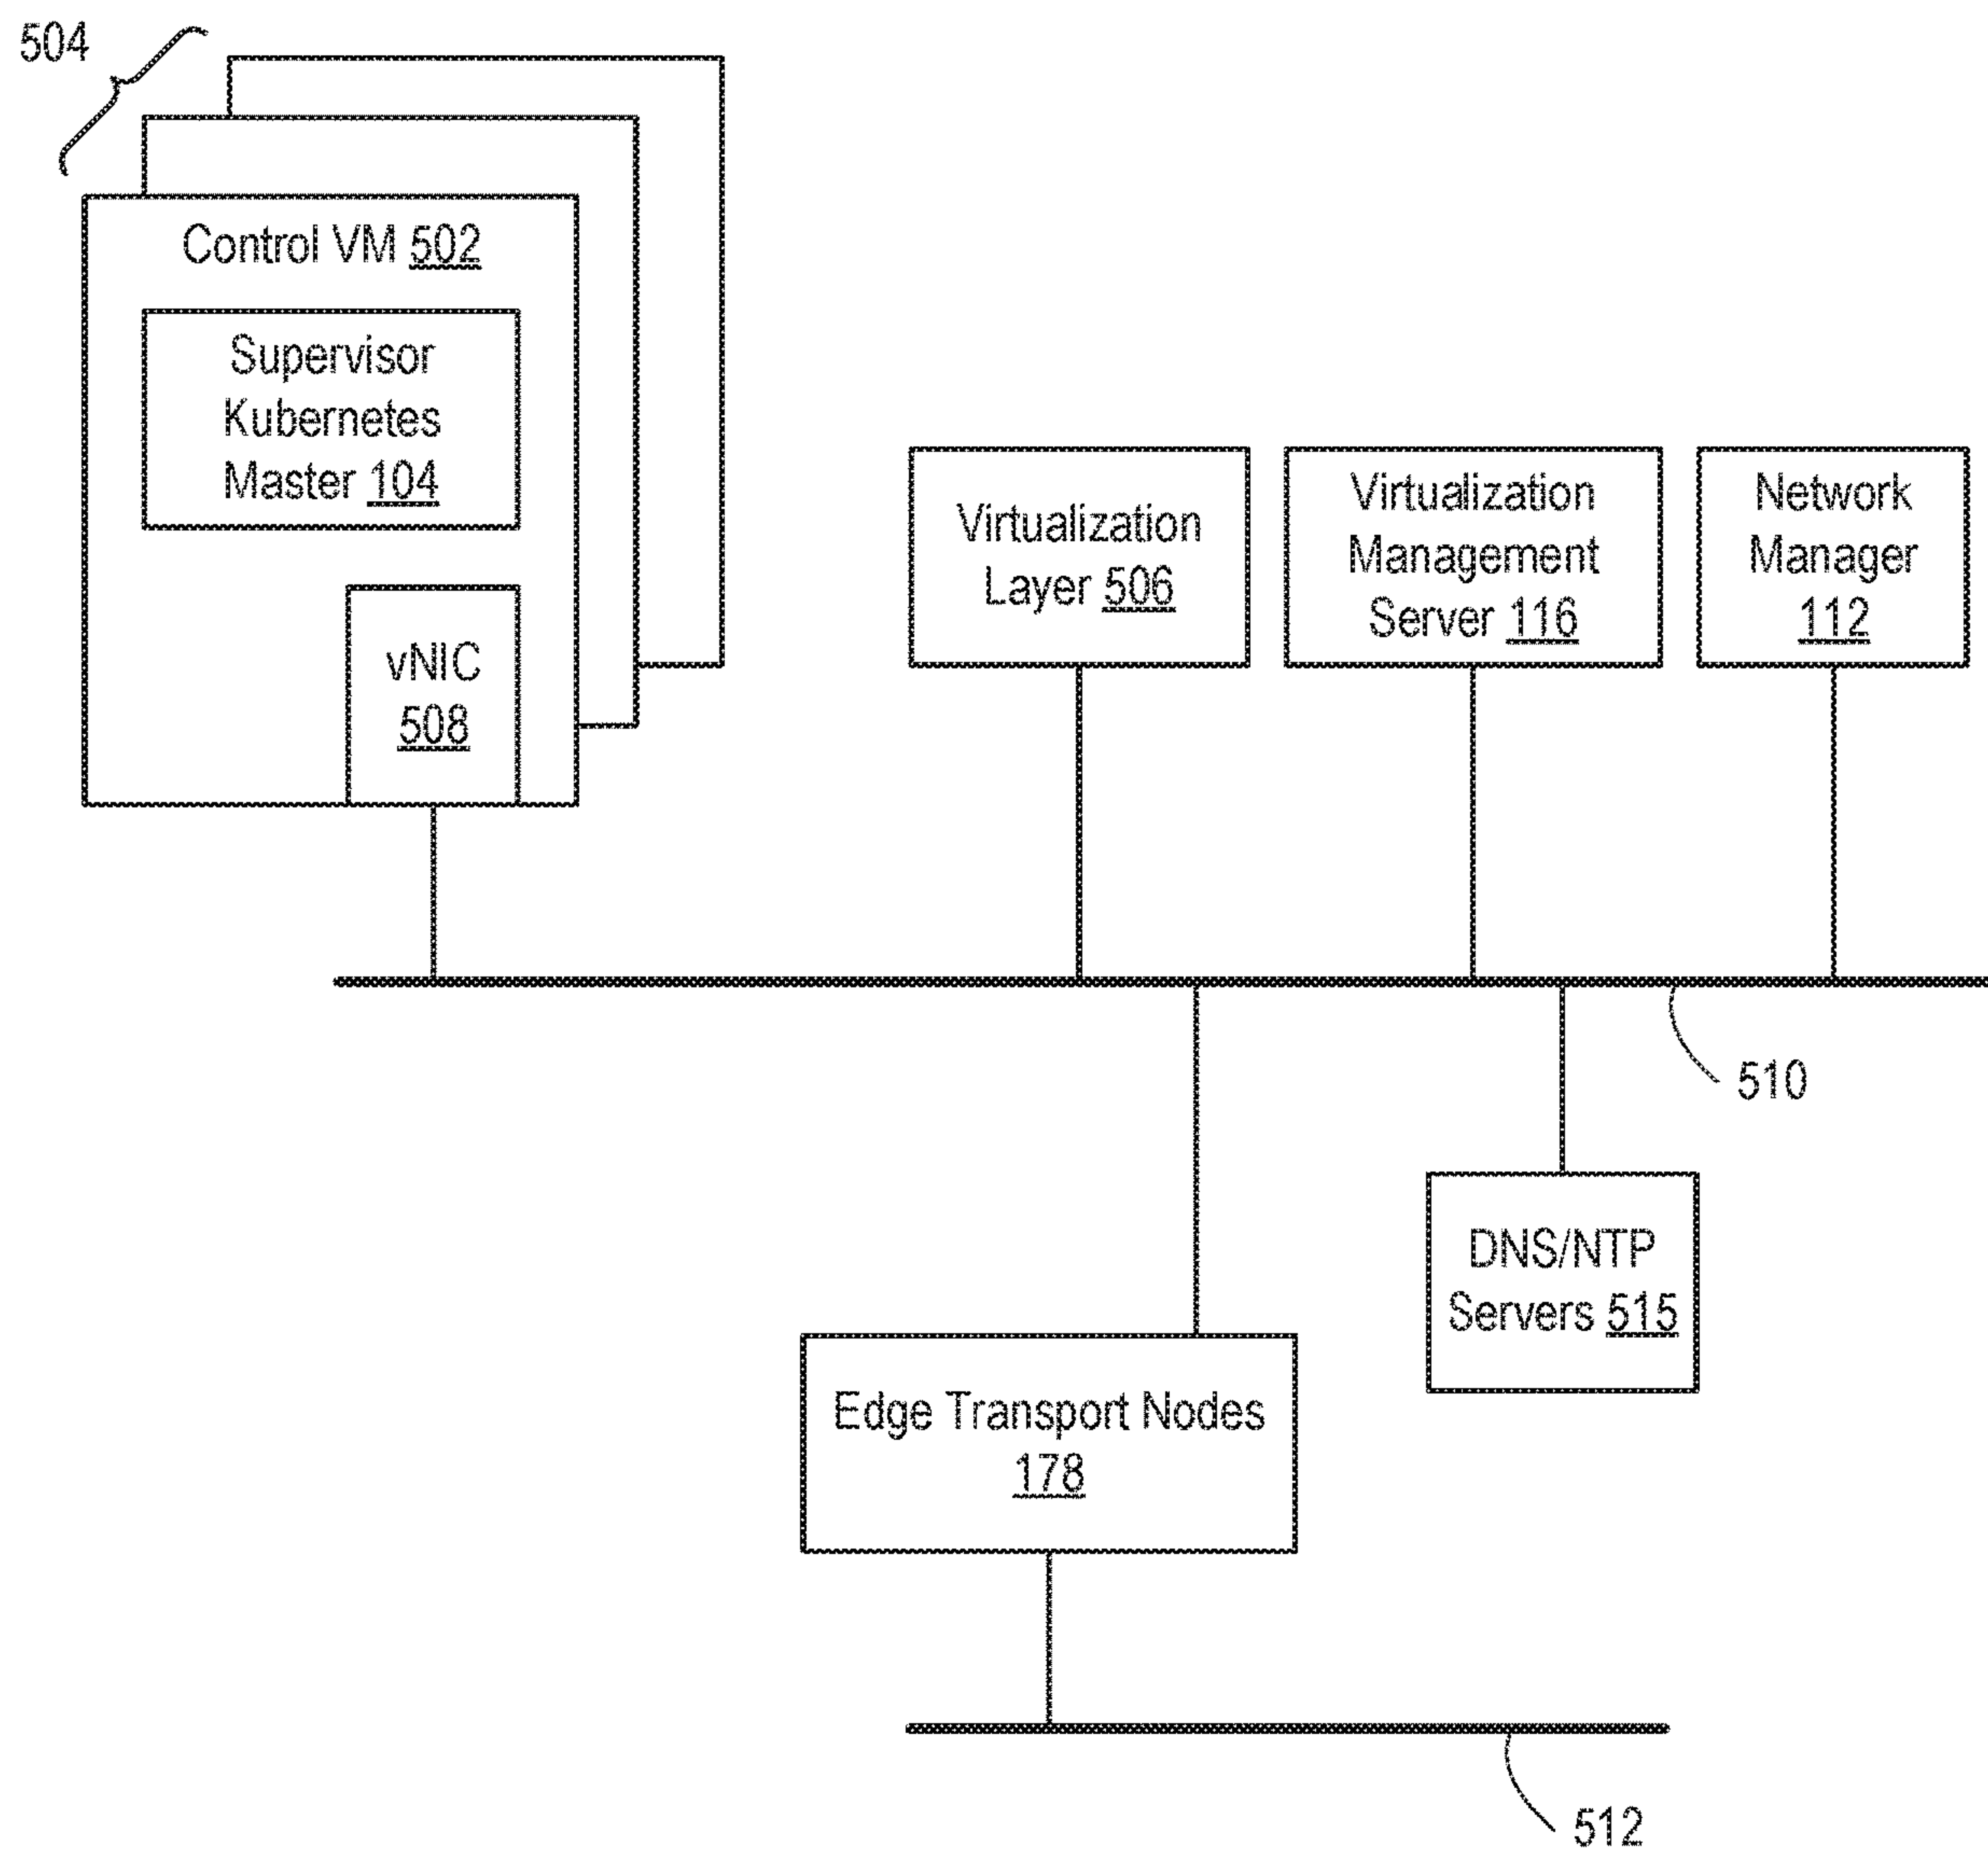 504
Control VM 502
Supervisor
Kubernetes
Master 104
vNIC
508
Virtualization
Layer 506
Virtualization
Management
Server 116
Network
Manager
112
510
DNS/NTP
Servers 515
Edge Transport Nodes
178
512